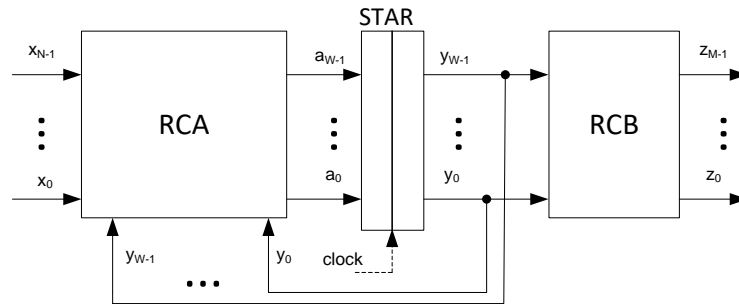 STAR
x_{N-1} a_{W-1} y_{W-1} z_{M-1}
RCA RCB
x_0 a_0 y_0 z_0
y_{W-1} y_0 clock